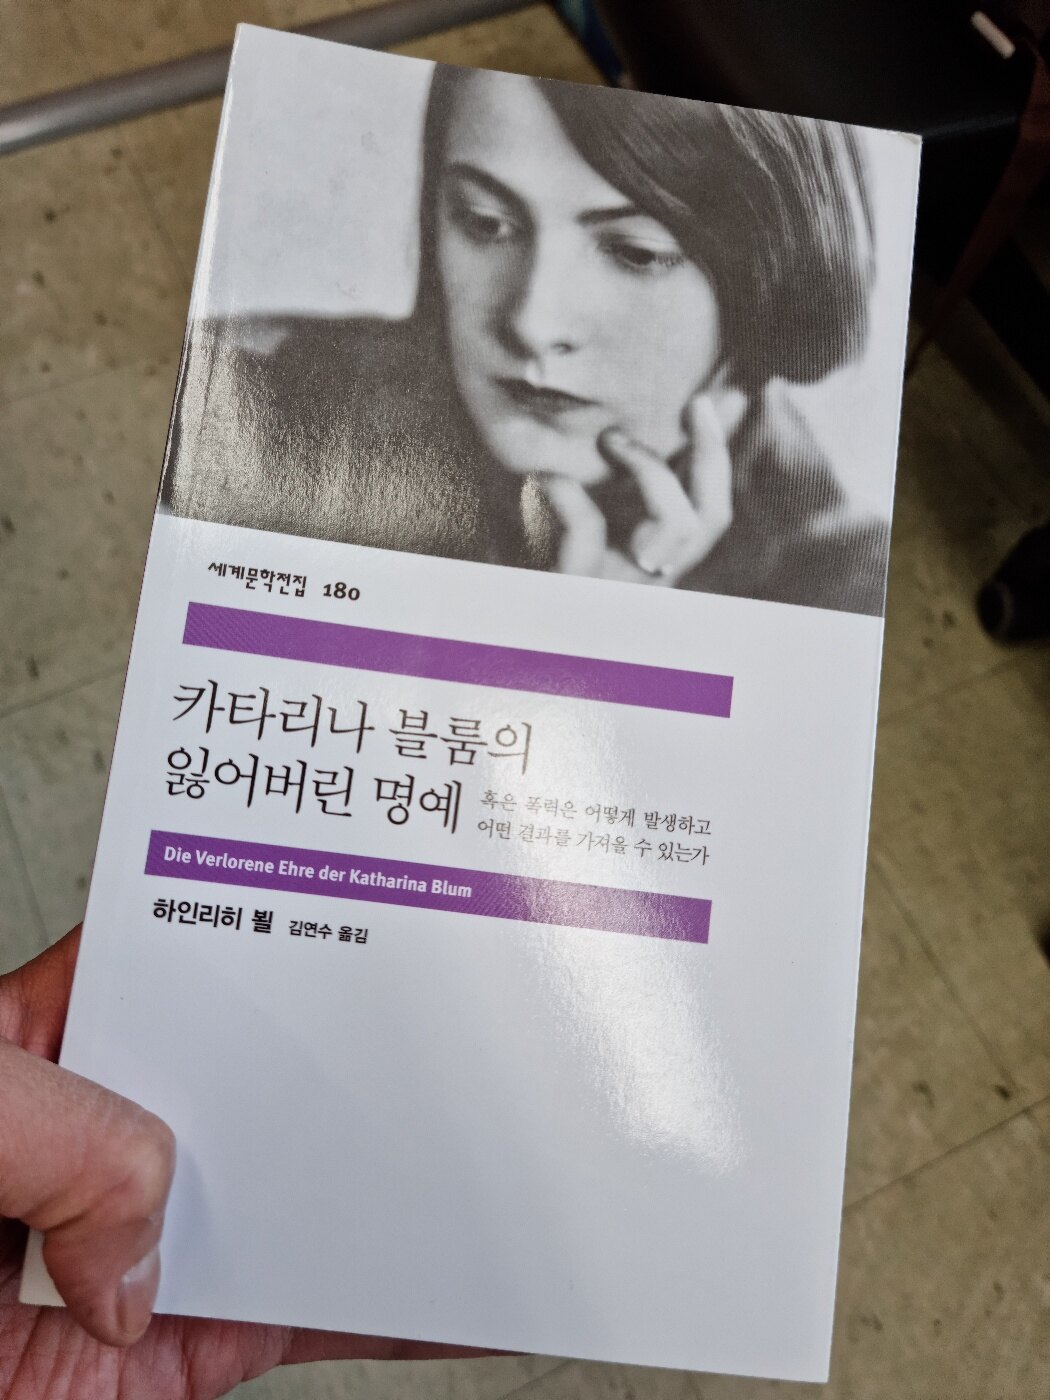 세계문학전집 180
카타리나 블룸의
잃어버린 명예
혹은 폭력은 어떻게 발생하고
어떤 결과를 가져올 수 있는가
Die Verlorene Ehre der Katharina Blum
하인리히 뵐 김연수 옮김